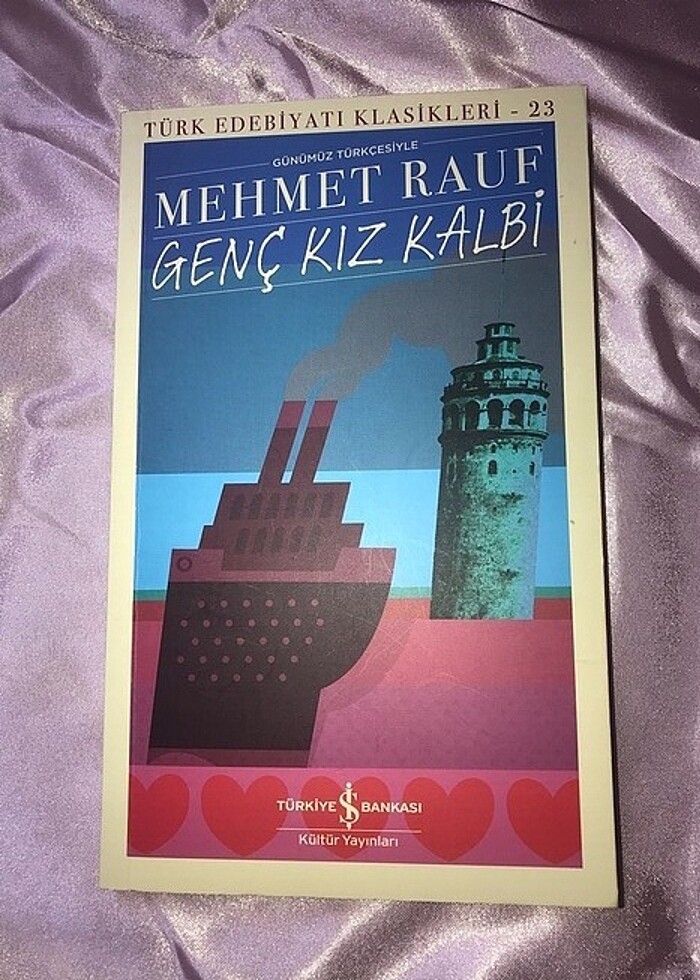 TÜRK EDEBİYATI KLASİKLERİ - 23
GÜNÜMÜZ TÜRKÇESİYLE
MEHMET RAUF
GENÇ KIZ KALBİ
TÜRKİYE İŞ BANKASI
Kültür Yayınları